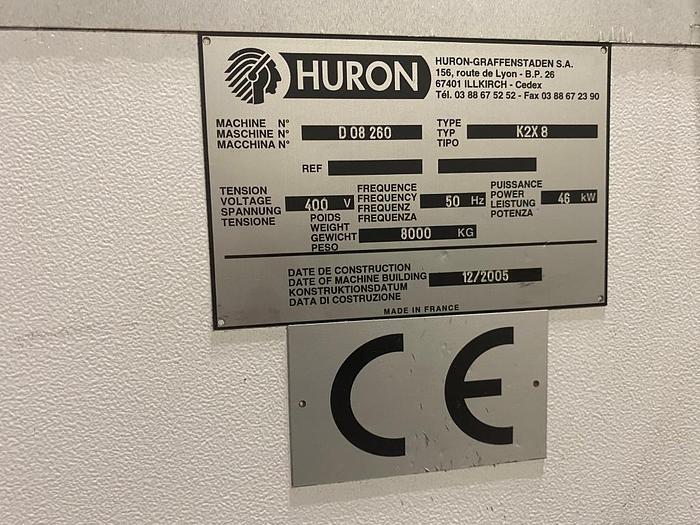 HURON
HURON-GRAFFENSTADEN S.A.
156, route de Lyon - B.P. 26
67401 ILLKIRCH - Cedex
Tél. 03 88 67 52 52 - Fax 03 88 67 23 90
MACHINE N°
MASCHINE N°
MACCHINA N°
D 08 260
TYPE
TYP
TIPO
K2X 8
REF
TENSION
VOLTAGE
SPANNUNG
TENSIONE
400 V
FREQUENCE
FREQUENCY
FREQUENZ
FREQUENZA
50 Hz
PUISSANCE
POWER
LEISTUNG
POTENZA
46 kW
POIDS
WEIGHT
GEWICHT
PESO
8000 KG
DATE DE CONSTRUCTION
DATE OF MACHINE BUILDING
KONSTRUKTIONSDATUM
DATA DI COSTRUZIONE
12/2005
MADE IN FRANCE
CE